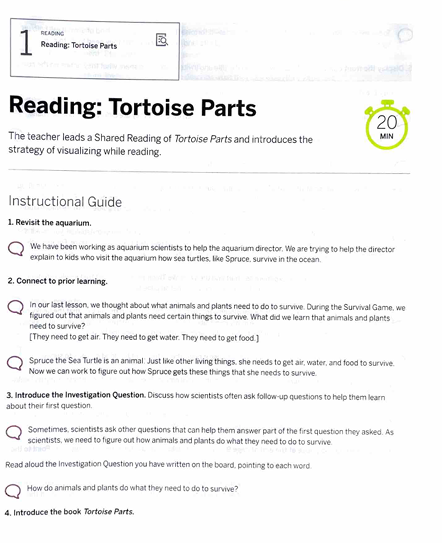 1
READING
Reading: Tortoise Parts
Reading: Tortoise Parts
The teacher leads a Shared Reading of Tortoise Parts and introduces the
strategy of visualizing while reading.
20
MIN
Instructional Guide
1. Revisit the aquarium.
We have been working as aquarium scientists to help the aquarium director. We are trying to help the director
explain to kids who visit the aquarium how sea turtles, like Spruce, survive in the ocean.
2. Connect to prior learning.
In our last lesson, we thought about what animals and plants need to do to survive. During the Survival Game, we
figured out that animals and plants need certain things to survive. What did we learn that animals and plants
need to survive?
[They need to get air. They need to get water. They need to get food.]
Spruce the Sea Turtle is an animal. Just like other living things, she needs to get air, water, and food to survive.
Now we can work to figure out how Spruce gets these things that she needs to survive.
3. Introduce the Investigation Question. Discuss how scientists often ask follow-up questions to help them learn
about their first question.
Sometimes, scientists ask other questions that can help them answer part of the first question they asked. As
scientists, we need to figure out how animals and plants do what they need to do to survive.
Read aloud the Investigation Question you have written on the board, pointing to each word.
How do animals and plants do what they need to do to survive?
4. Introduce the book Tortoise Parts.